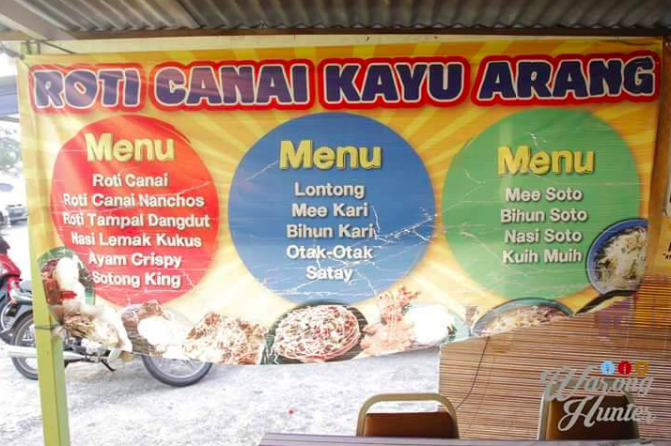 ROTI CANAI KAYU ARANG
Menu
Roti Canai
Roti Canai Nanchos
Roti Tampal Dangdut
Nasi Lemak Kukus
Ayam Crispy
Sotong King
Menu
Lontong
Mee Kari
Bihun Kari
Otak-Otak
Satay
Menu
Mee Soto
Bihun Soto
Nasi Soto
Kuih Muih
Warong
Hunter